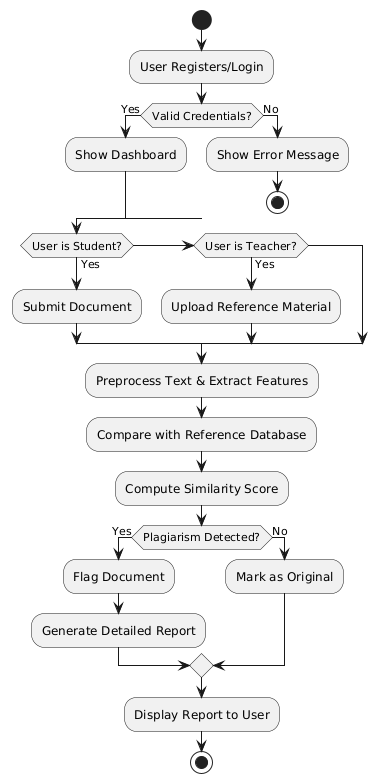 User Registers/Login
Valid Credentials?
Yes
No
Show Dashboard
Show Error Message
User is Student?
User is Teacher?
Yes
Yes
Submit Document
Upload Reference Material
Preprocess Text & Extract Features
Compare with Reference Database
Compute Similarity Score
Plagiarism Detected?
Yes
No
Flag Document
Mark as Original
Generate Detailed Report
Display Report to User